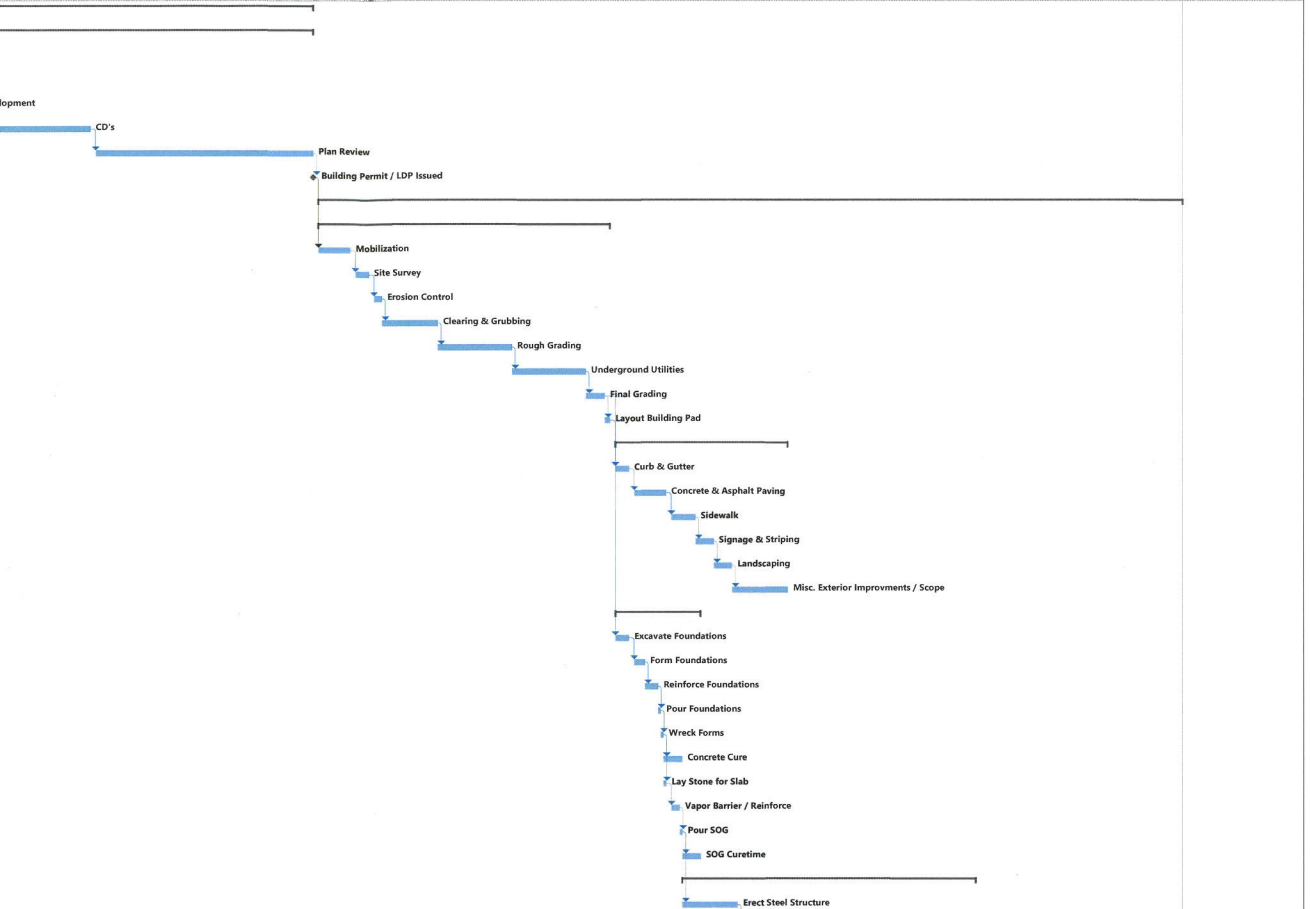 lopment
CD's
Plan Review
Building Permit / LDP Issued
Mobilization
Site Survey
Erosion Control
Clearing & Grubbing
Rough Grading
Underground Utilities
Final Grading
Layout Building Pad
Curb & Gutter
Concrete & Asphalt Paving
Sidewalk
Signage & Striping
Landscaping
Misc. Exterior Improvments / Scope
Excavate Foundations
Form Foundations
Reinforce Foundations
Pour Foundations
Wreck Forms
Concrete Cure
Lay Stone for Slab
Vapor Barrier / Reinforce
Pour SOG
SOG Curetime
Erect Steel Structure